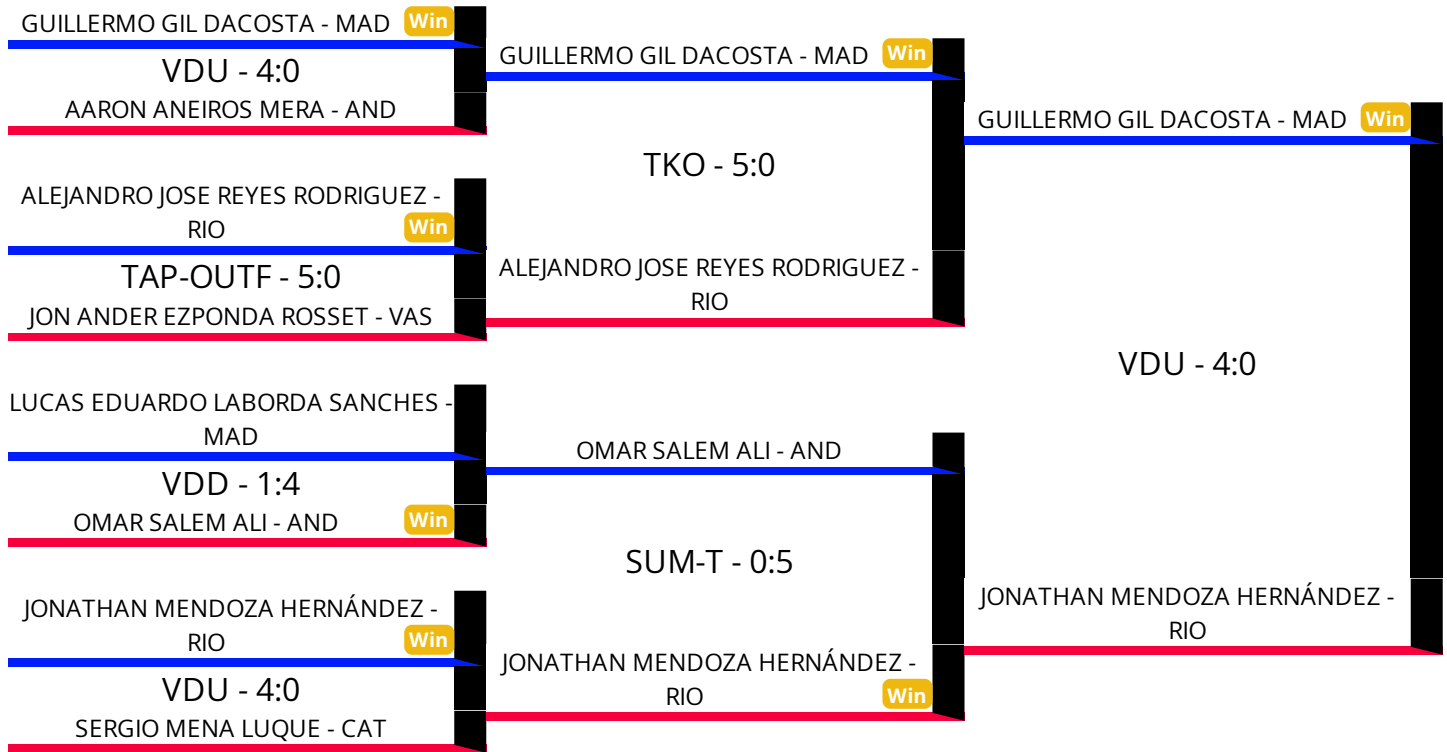 GUILLERMO GIL DACOSTA - MAD Win
VDU - 4:0
AARON ANEIROS MERA - AND
ALEJANDRO JOSE REYES RODRIGUEZ -
RIO Win
TAP-OUTF - 5:0
JON ANDER EZPONDA ROSSET - VAS
LUCAS EDUARDO LABORDA SANCHES -
MAD
VDD - 1:4
OMAR SALEM ALI - AND Win
JONATHAN MENDOZA HERNÁNDEZ -
RIO Win
VDU - 4:0
SERGIO MENA LUQUE - CAT
GUILLERMO GIL DACOSTA - MAD Win
TKO - 5:0
ALEJANDRO JOSE REYES RODRIGUEZ -
RIO
OMAR SALEM ALI - AND
SUM-T - 0:5
JONATHAN MENDOZA HERNÁNDEZ -
RIO Win
GUILLERMO GIL DACOSTA - MAD Win
VDU - 4:0
JONATHAN MENDOZA HERNÁNDEZ -
RIO